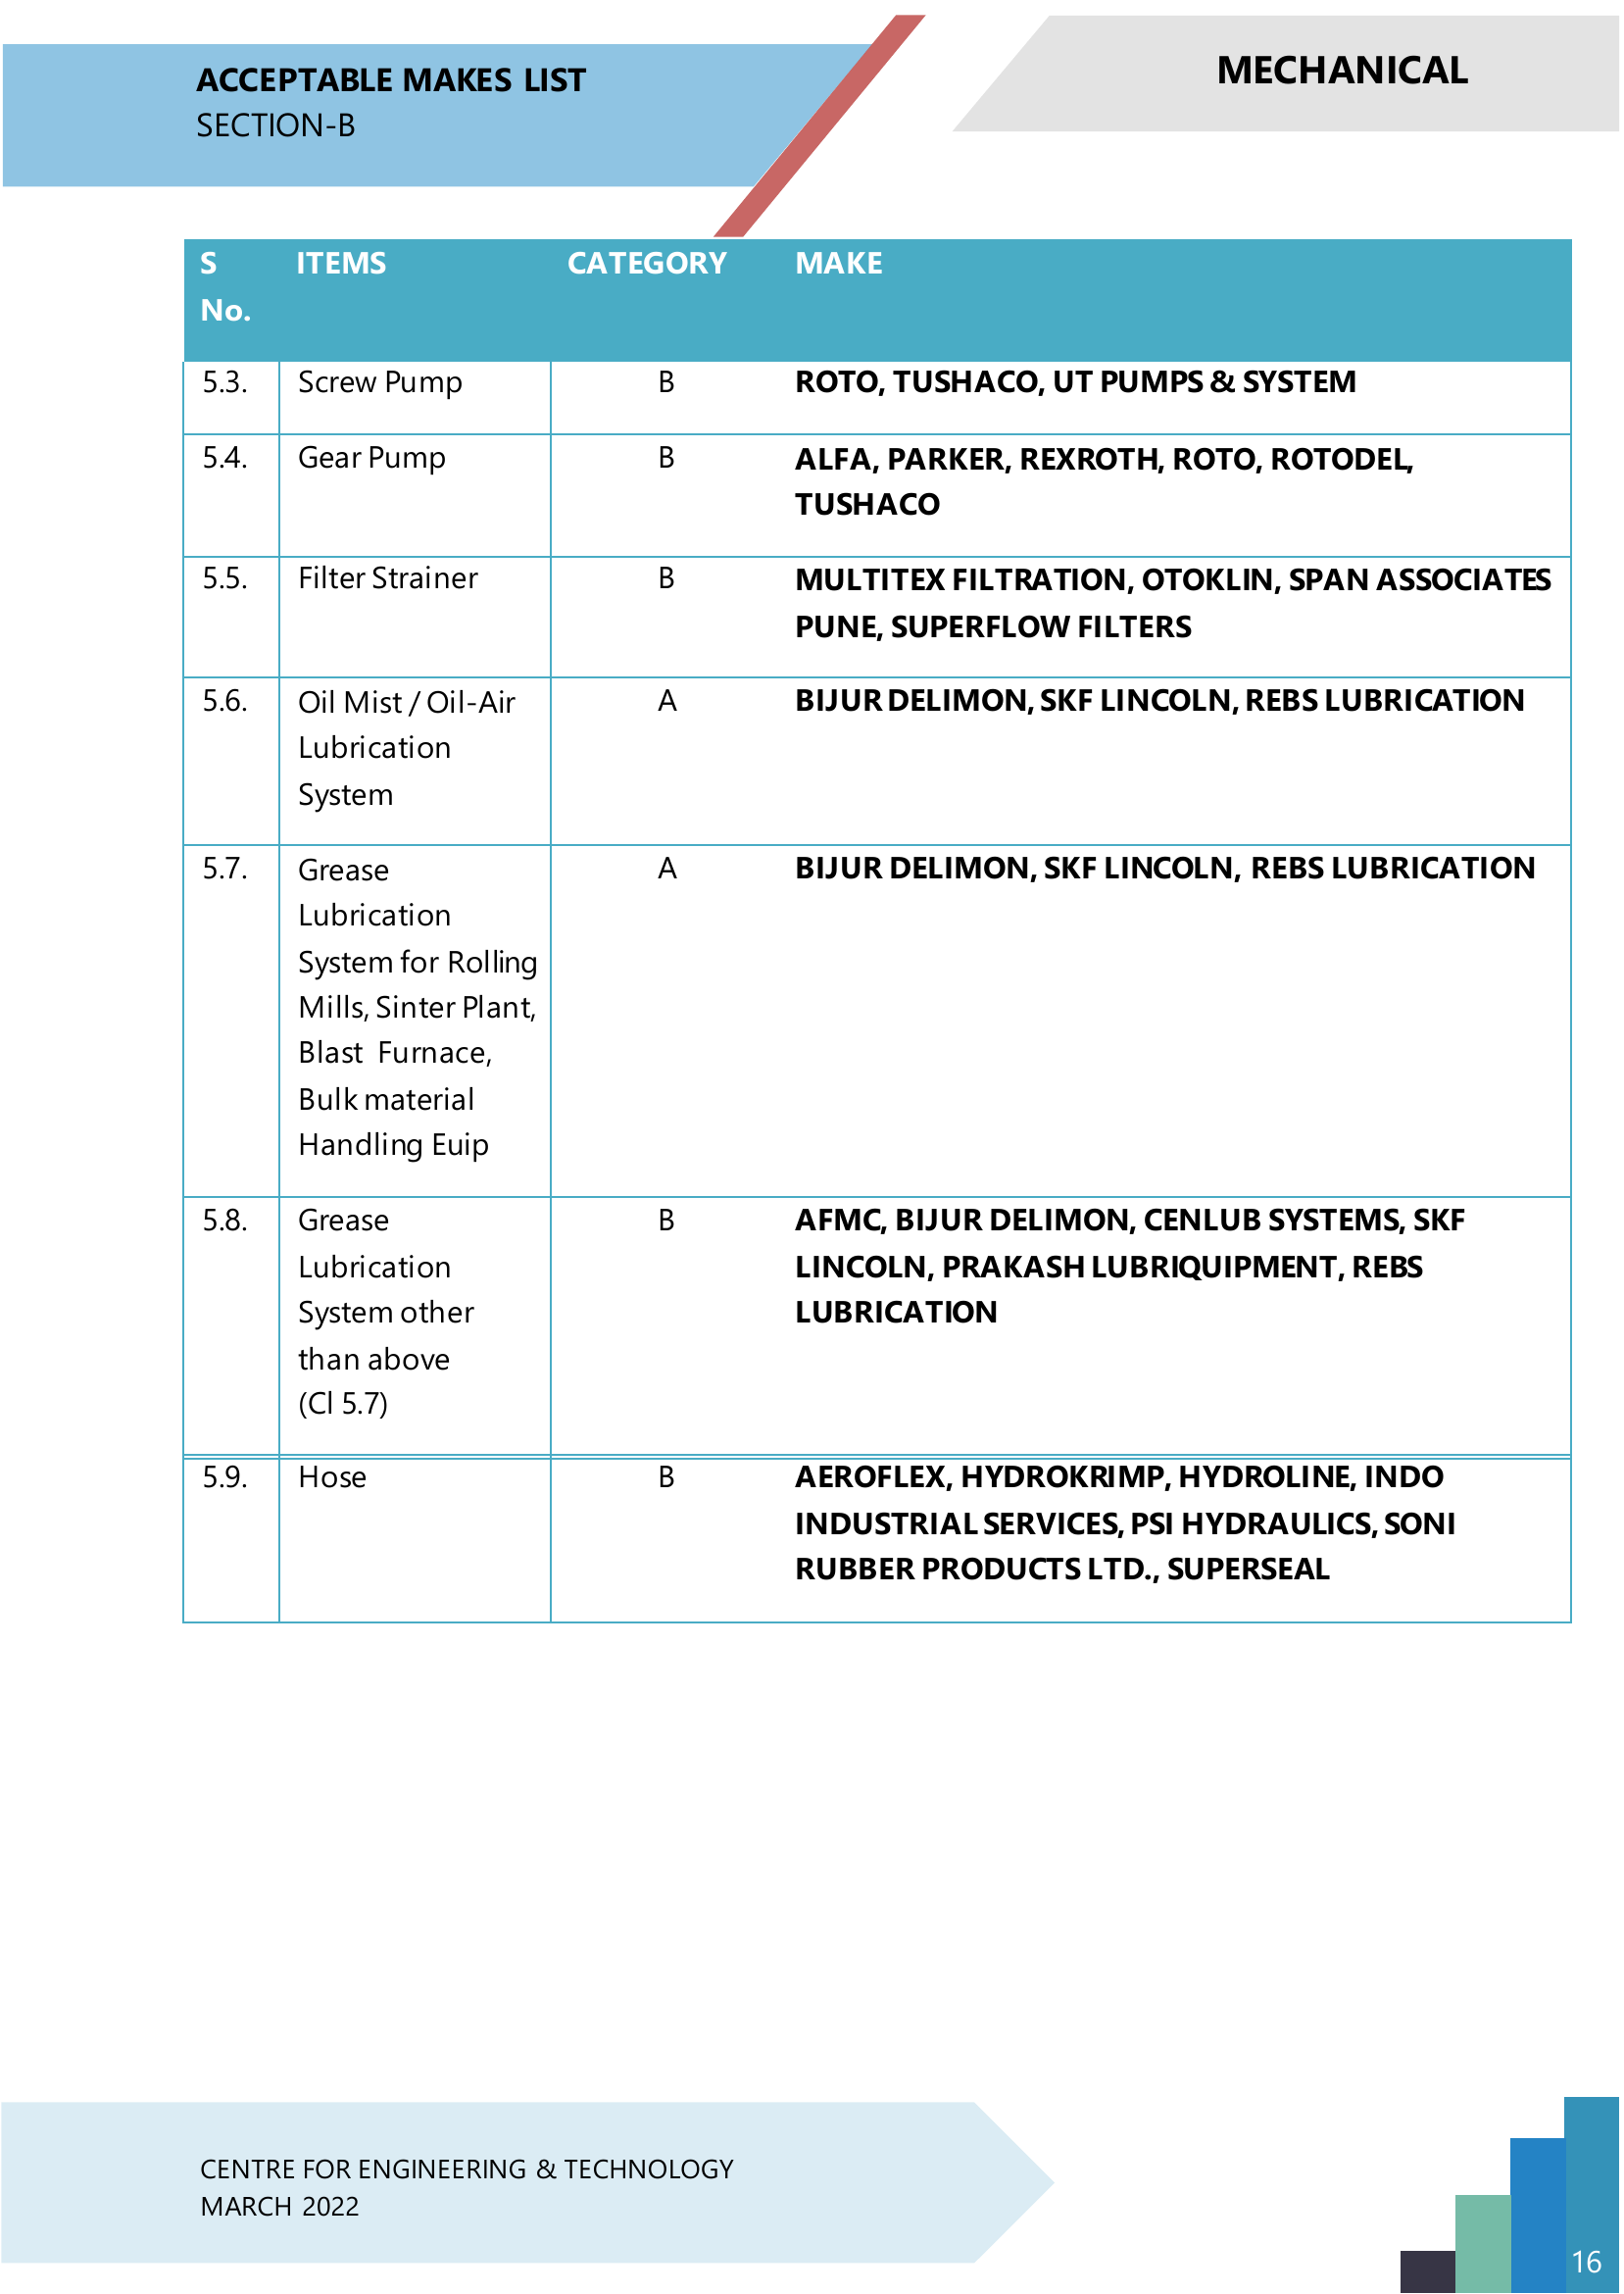 ACCEPTABLE MAKES LIST
SECTION-B
MECHANICAL
S
No.
ITEMS
CATEGORY
MAKE
5.3.
Screw Pump
B
ROTO, TUSHACO, UT PUMPS & SYSTEM
5.4.
Gear Pump
B
ALFA, PARKER, REXROTH, ROTO, ROTODEL,
TUSHACO
5.5.
Filter Strainer
B
MULTITEX FILTRATION, OTOKLIN, SPAN ASSOCIATES
PUNE, SUPERFLOW FILTERS
5.6.
Oil Mist / Oil-Air
Lubrication
System
A
BIJUR DELIMON, SKF LINCOLN, REBS LUBRICATION
5.7.
Grease
Lubrication
System for Rolling
Mills, Sinter Plant,
Blast Furnace,
Bulk material
Handling Euip
A
BIJUR DELIMON, SKF LINCOLN, REBS LUBRICATION
5.8.
Grease
Lubrication
System other
than above
(Cl 5.7)
B
AFMC, BIJUR DELIMON, CENLUB SYSTEMS, SKF
LINCOLN, PRAKASH LUBRIQUIPMENT, REBS
LUBRICATION
5.9.
Hose
B
AEROFLEX, HYDROKRIMP, HYDROLINE, INDO
INDUSTRIAL SERVICES, PSI HYDRAULICS, SONI
RUBBER PRODUCTS LTD., SUPERSEAL
CENTRE FOR ENGINEERING & TECHNOLOGY
MARCH 2022
16